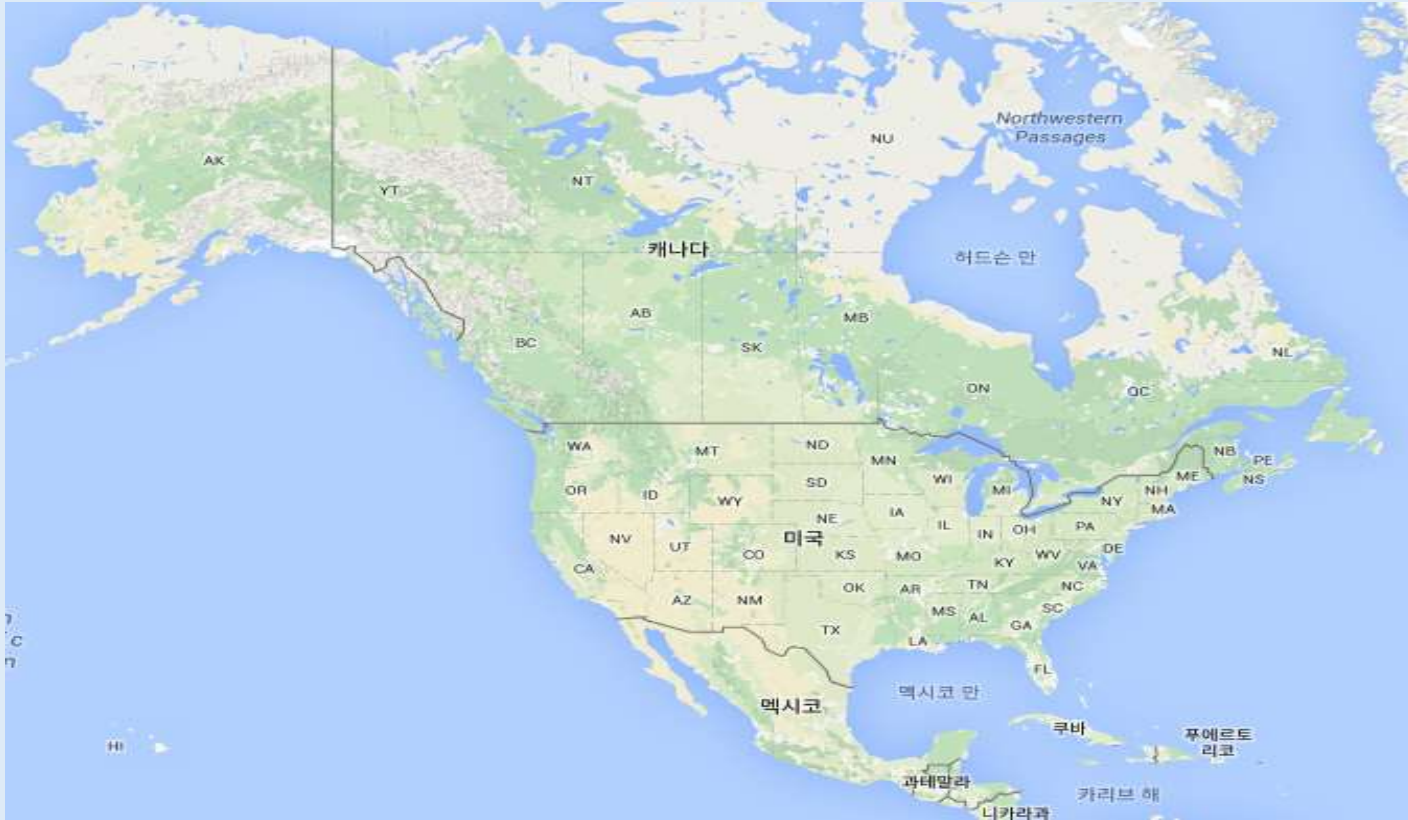 NU
Northwestern
Passages
AK
YT
NT
캐나다
허드슨 만
AB
MB
BC
SK
NL
ON
QC
WA
MT
ND
MN
NB
PE
OR
ID
WY
SD
WI
MI
NY
NH
ME
NS
MA
NE
IA
IL
IN
OH
PA
NV
UT
CO
미국
KS
MO
KY
WV
DE
VA
CA
AZ
NM
OK
AR
TN
NC
MS
AL
SC
GA
TX
LA
FL
멕시코 만
멕시코
쿠바
푸에르토
리코
HI
과테말라
카리브 해
니카라과
c
n